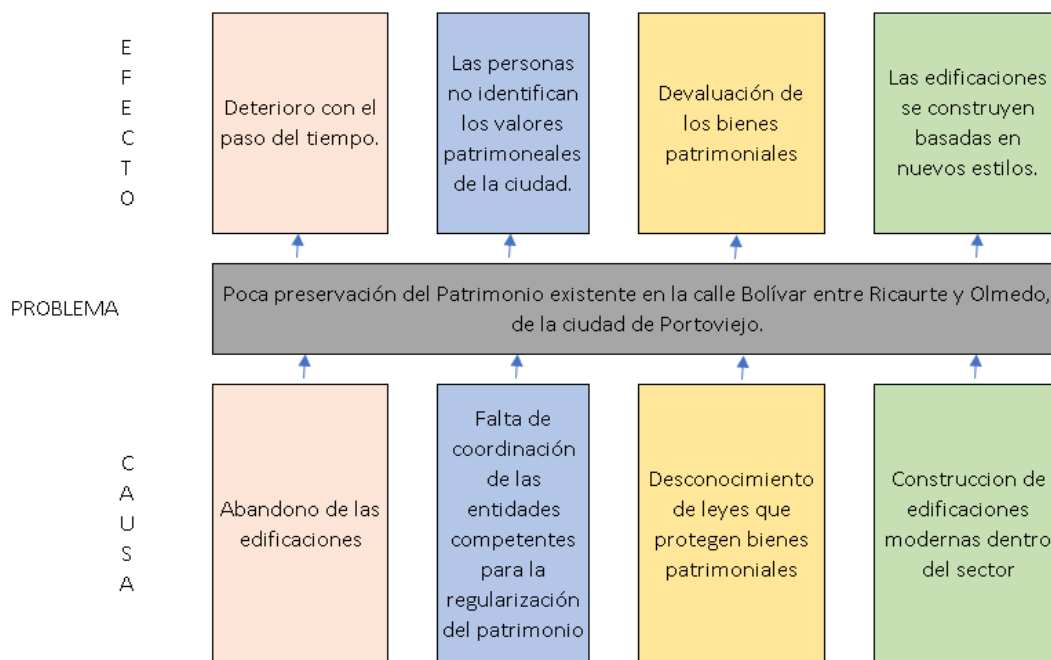 E
F
E
C
T
O
Deterioro con el
paso del tiempo.
Las personas
no identifican
los valores
patrimoneales
de la ciudad.
Devaluación de
los bienes
patrimoniales
Las edificaciones
se construyen
basadas en
nuevos estilos.
PROBLEMA
Poca preservación del Patrimonio existente en la calle Bolívar entre Ricaurte y Olmedo,
de la ciudad de Portoviejo.
C
A
U
S
A
Abandono de las
edificaciones
Falta de
coordinación
de las
entidades
competentes
para la
regularización
del patrimonio
Desconocimiento
de leyes que
protegen bienes
patrimoniales
Construccion de
edificaciones
modernas dentro
del sector